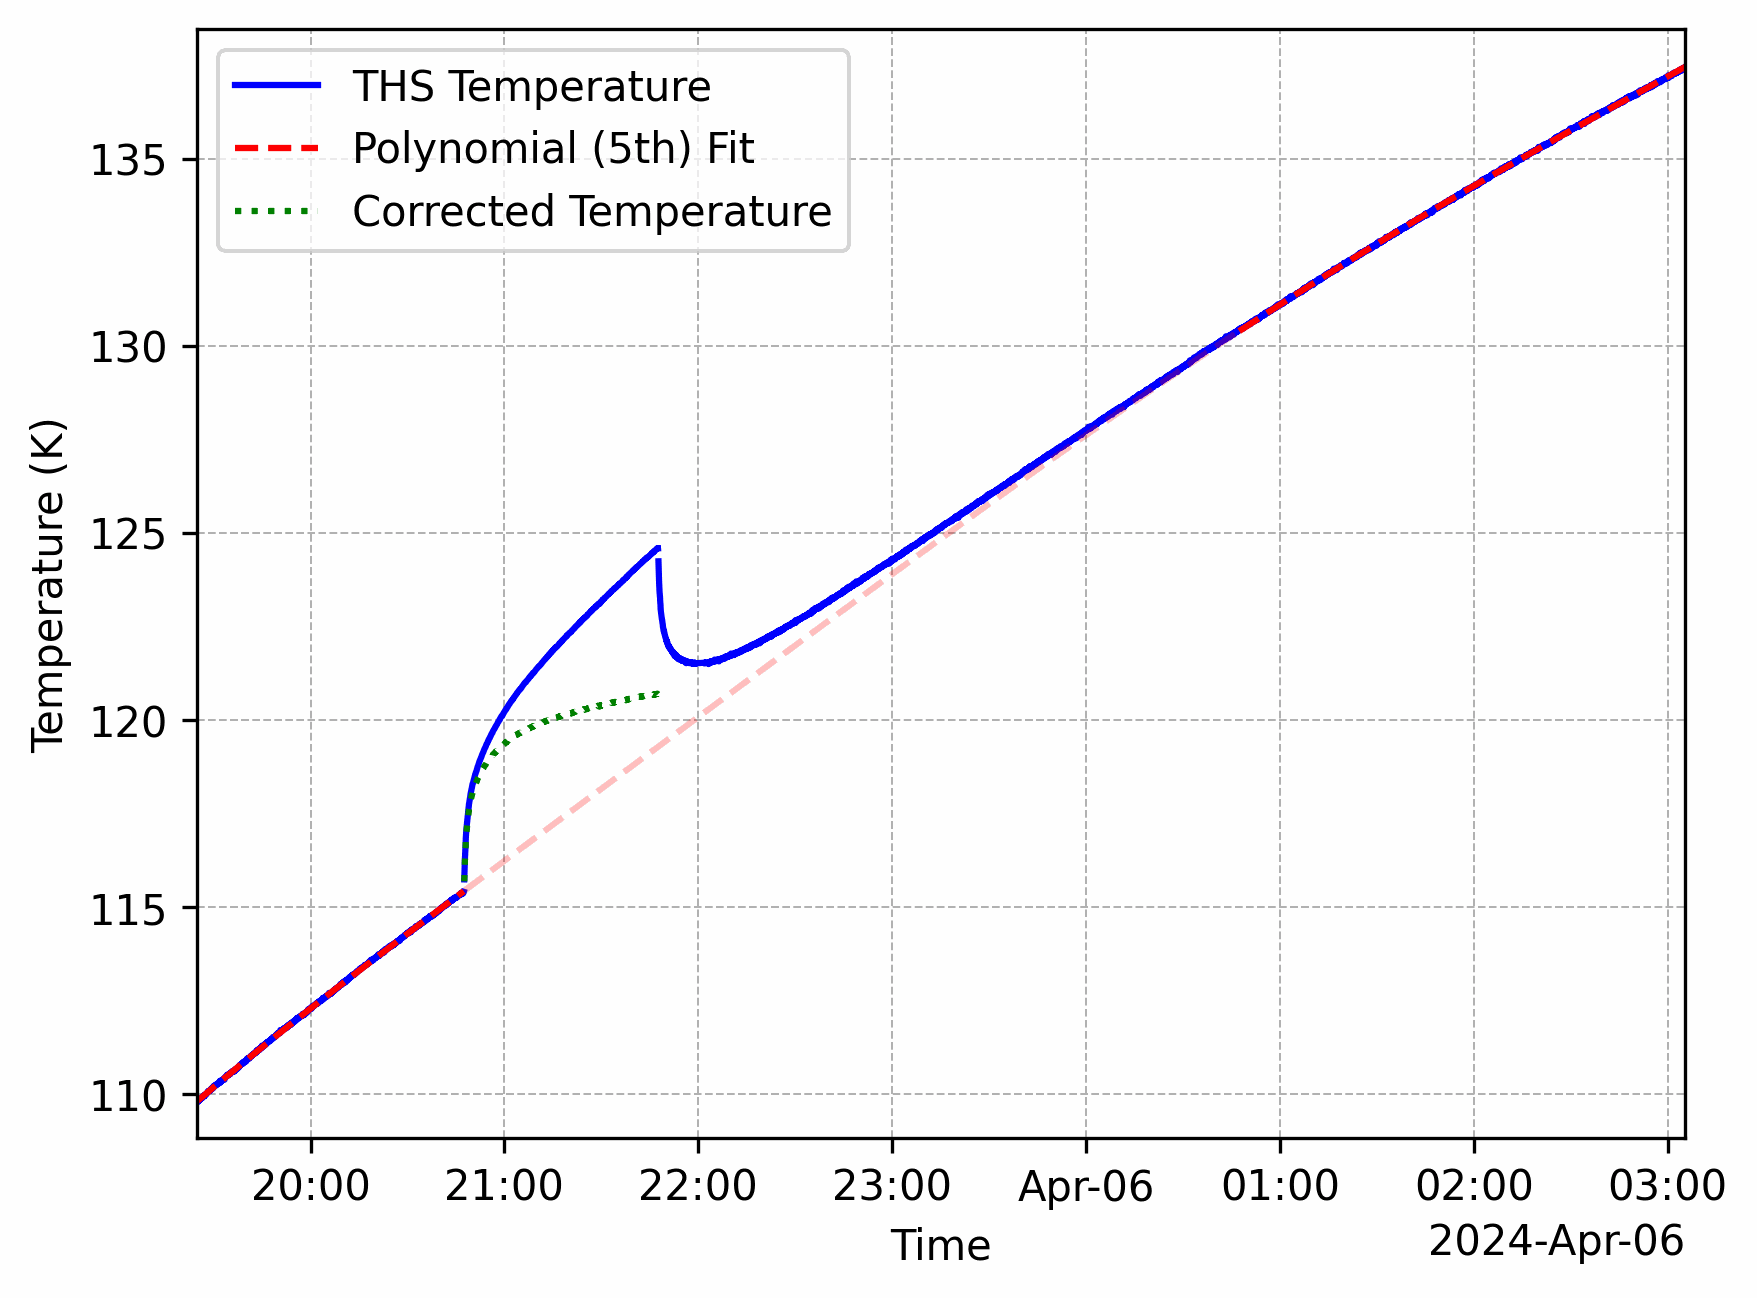 THS Temperature
Polynomial (5th) Fit
Corrected Temperature
135
130
125
120
115
110
Temperature (K)
20:00 21:00 22:00 23:00 Apr-06 01:00 02:00 03:00
Time
2024-Apr-06